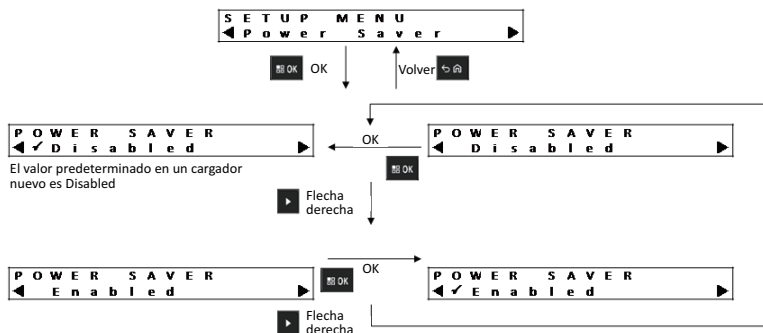 SETUP MENU
◀Power Saver▶
OK OK
Volver
POWER SAVER
◀✓Disabled▶
OK
POWER SAVER
◀ Disabled▶
El valor predeterminado en un cargador
nuevo es Disabled
OK
Flecha
derecha
POWER SAVER
◀ Enabled▶
OK
OK
POWER SAVER
◀✓Enabled▶
Flecha
derecha